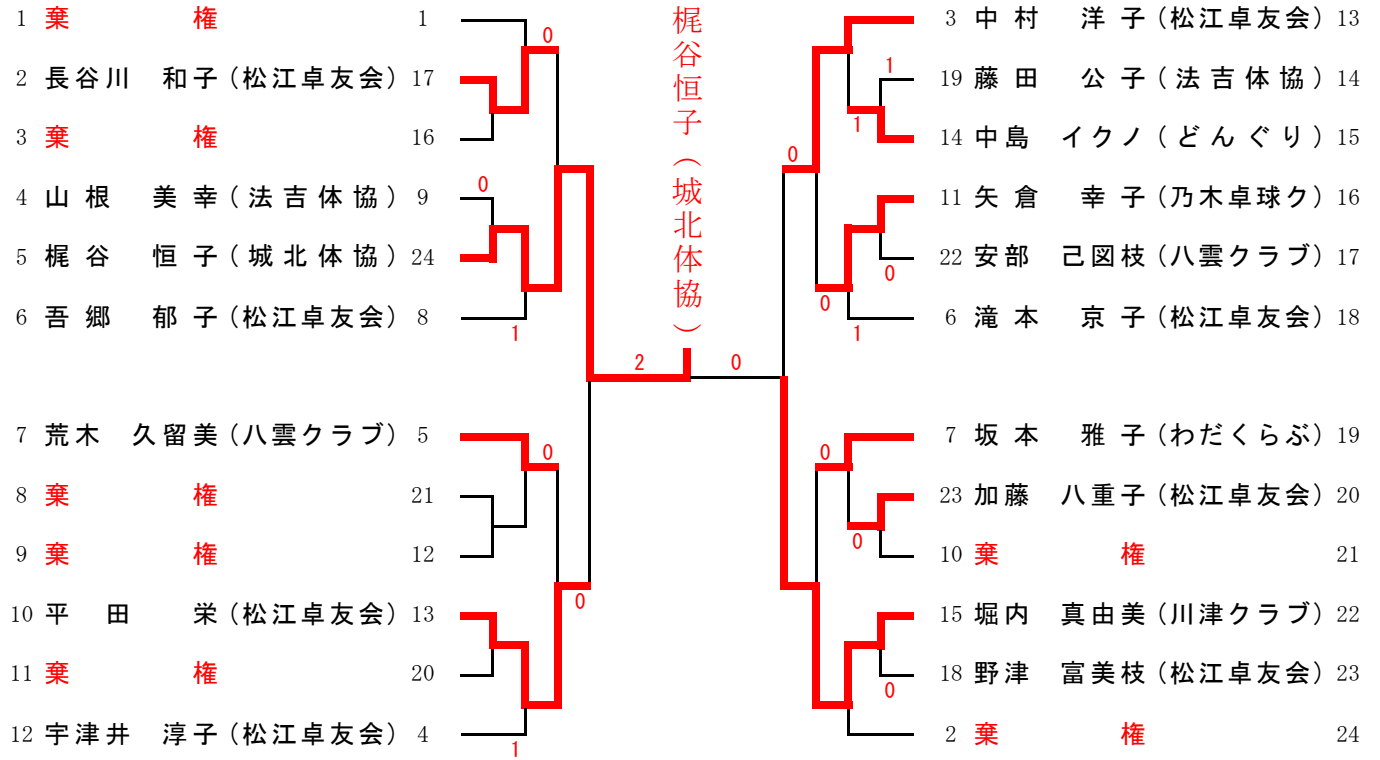 1 棄権 1
2 長谷川 和子(松江卓友会) 17
3 棄権 16
4 山根 美幸(法吉体協) 9
5 梶谷 恒子(城北体協) 24
6 吾郷 郁子(松江卓友会) 8
7 荒木 久留美(八雲クラブ) 5
8 棄権 21
9 棄権 12
10 平田 栄(松江卓友会) 13
11 棄権 20
12 宇津井 淳子(松江卓友会) 4
0
0
1
0
0
1
2
梶谷恒子(城北体協)
0
0
1
1
0
0
1
0
0
0
3 中村 洋子(松江卓友会) 13
19 藤田 公子(法吉体協) 14
14 中島 イクノ(どんぐり) 15
11 矢倉 幸子(乃木卓球ク) 16
22 安部 己図枝(八雲クラブ) 17
6 滝本 京子(松江卓友会) 18
7 坂本 雅子(わだくらぶ) 19
23 加藤 八重子(松江卓友会) 20
10 棄権 21
15 堀内 真由美(川津クラブ) 22
18 野津 富美枝(松江卓友会) 23
2 棄権 24